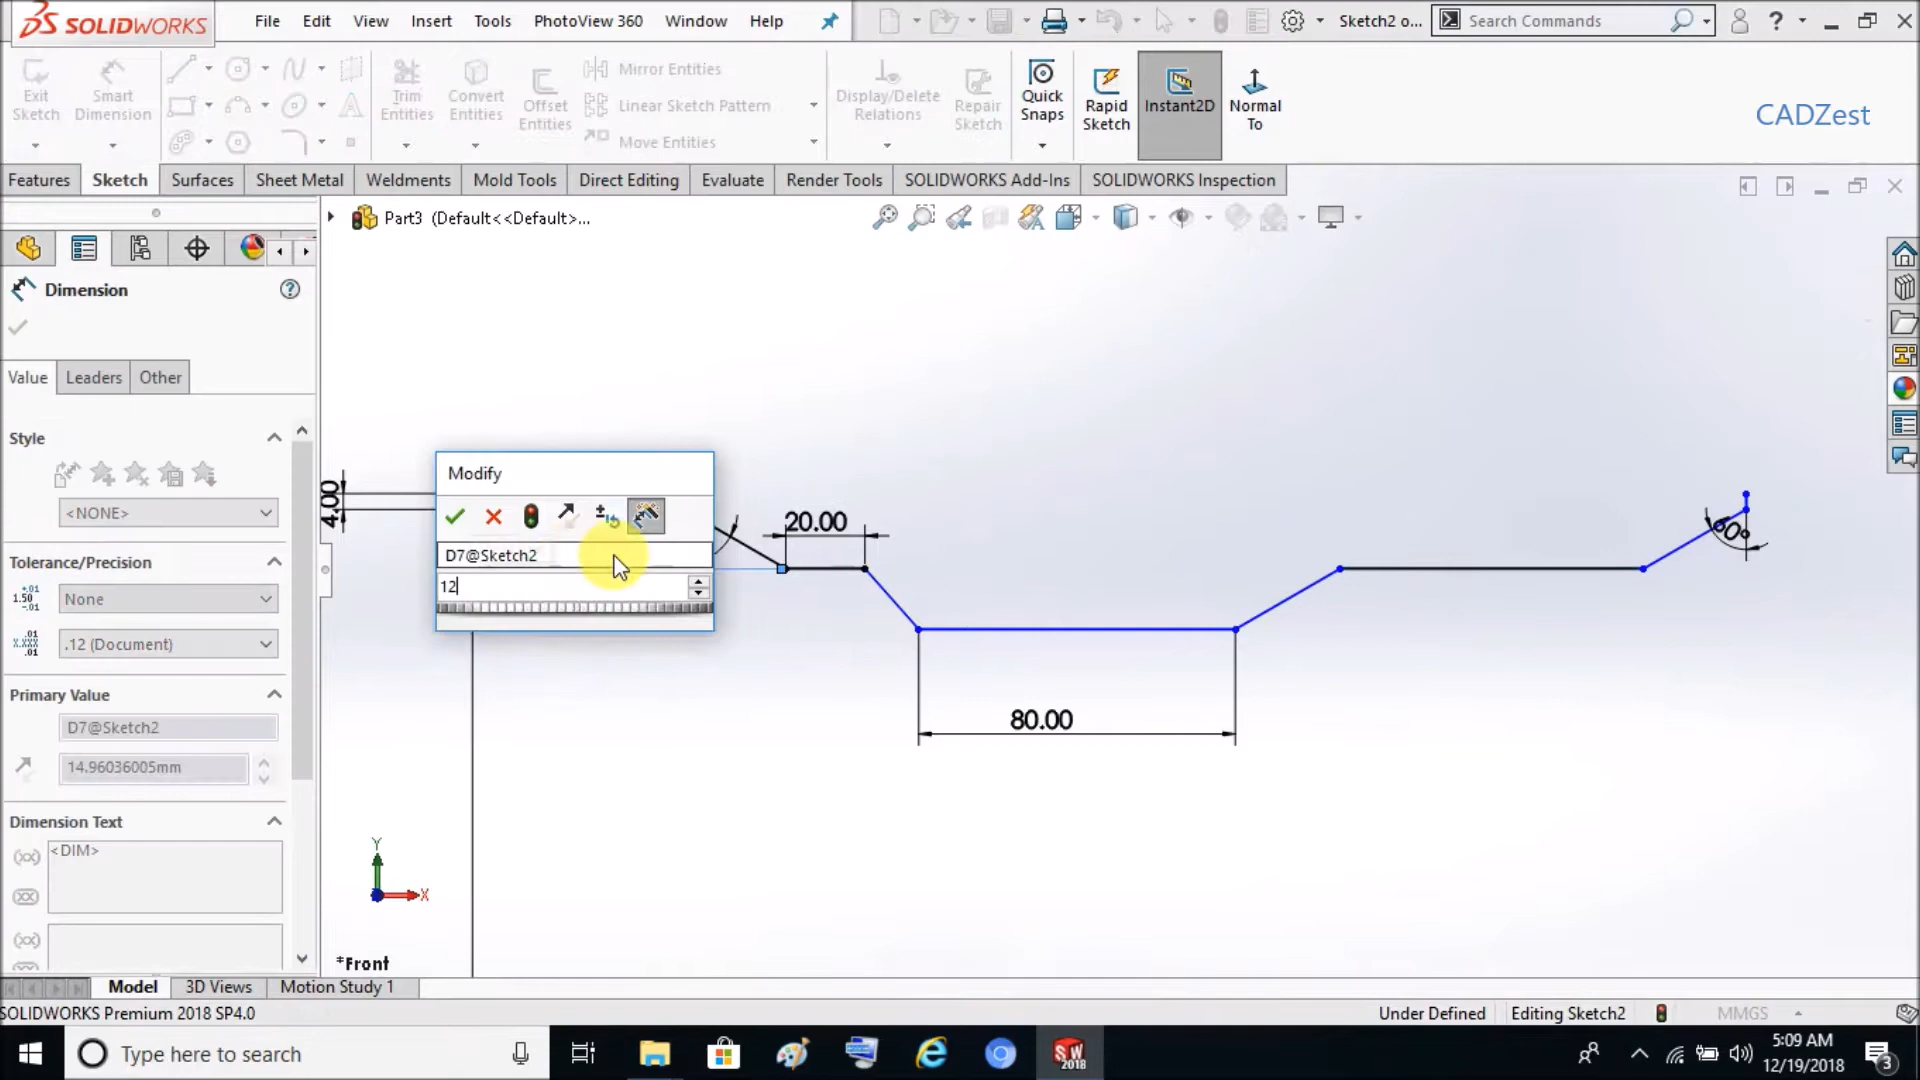 SOLIDWORKS
File Edit View Insert Tools PhotoView 360 Window Help
Sketch2 o...
Search Commands
?
Exit Sketch
Smart Dimension
Trim Entities
Convert Entities
Offset Entities
Mirror Entities
Linear Sketch Pattern
Move Entities
Display/Delete Relations
Repair Sketch
Quick Snaps
Rapid Sketch
Instant2D
Normal To
CADZest
Features Sketch Surfaces Sheet Metal Weldments Mold Tools Direct Editing Evaluate Render Tools SOLIDWORKS Add-Ins SOLIDWORKS Inspection
Part3 (Default<<Default>...
Dimension
?
Value Leaders Other
Style
<NONE>
Tolerance/Precision
None
.12 (Document)
Primary Value
D7@Sketch2
14.96036005mm
Dimension Text
<DIM>
4.00
Modify
D7@Sketch2
12
20.00
80.00
60°
Y
X
*Front
Model 3D Views Motion Study 1
SOLIDWORKS Premium 2018 SP4.0
Under Defined
Editing Sketch2
MMGS
Type here to search
SW 2018
5:09 AM
12/19/2018
3